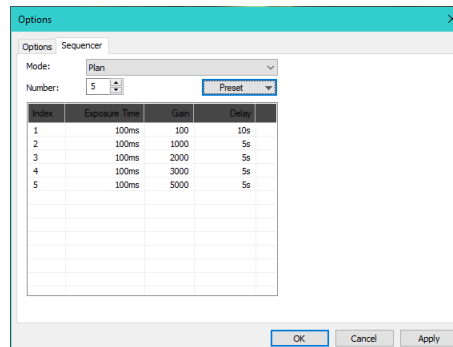 Options
Options Sequencer
Mode: Plan
Number: 5 Preset
Index Exposure Time Gain Delay
1 100ms 100 10s
2 100ms 1000 5s
3 100ms 2000 5s
4 100ms 3000 5s
5 100ms 5000 5s
OK Cancel Apply